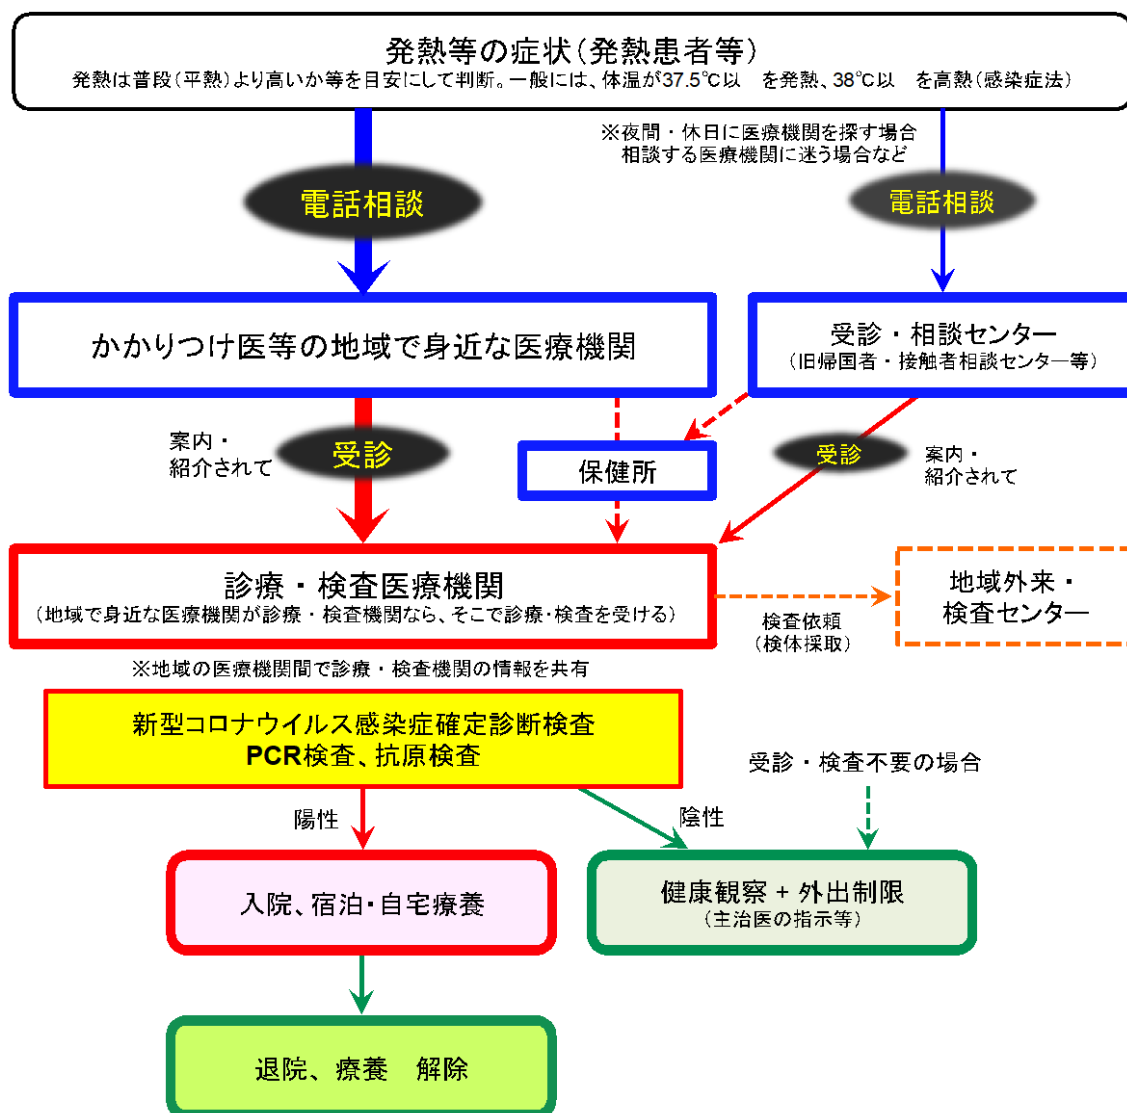 発熱等の症状(発熱患者等)
発熱は普段(平熱)より高いか等を目安にして判断。一般には、体温が37.5℃以　を発熱、38℃以　を高熱(感染症法)
※夜間・休日に医療機関を探す場合
相談する医療機関に迷う場合など
電話相談
電話相談
かかりつけ医等の地域で身近な医療機関
受診・相談センター
(旧帰国者・接触者相談センター等)
案内・
紹介されて
受診
保健所
受診
案内・
紹介されて
診療・検査医療機関
(地域で身近な医療機関が診療・検査機関なら、そこで診療・検査を受ける)
地域外来・
検査センター
検査依頼
(検体採取)
※地域の医療機関間で診療・検査機関の情報を共有
新型コロナウイルス感染症確定診断検査
PCR検査、抗原検査
受診・検査不要の場合
陽性
陰性
入院、宿泊・自宅療養
健康観察 + 外出制限
(主治医の指示等)
退院、療養　解除